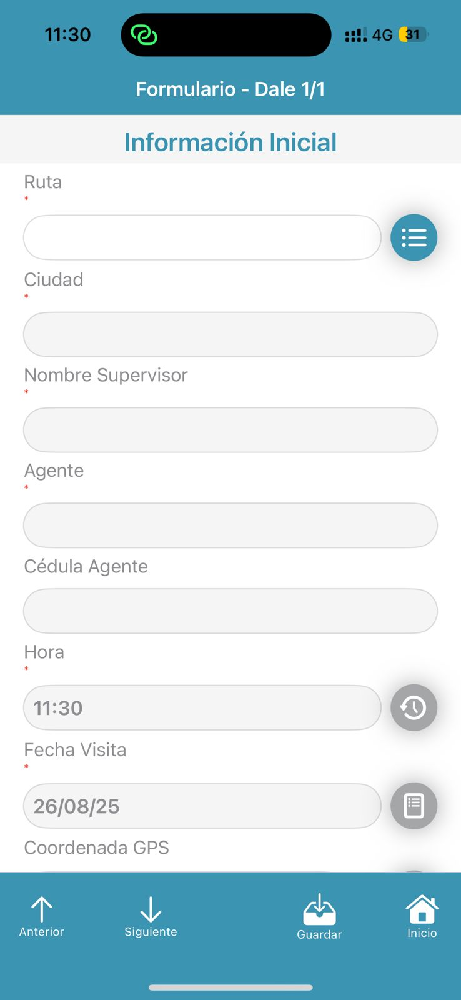 11:30
4G 31
Formulario - Dale 1/1
Información Inicial
Ruta
*
Ciudad
*
Nombre Supervisor
*
Agente
*
Cédula Agente
Hora
*
11:30
Fecha Visita
*
26/08/25
Coordenada GPS
Anterior
Siguiente
Guardar
Inicio